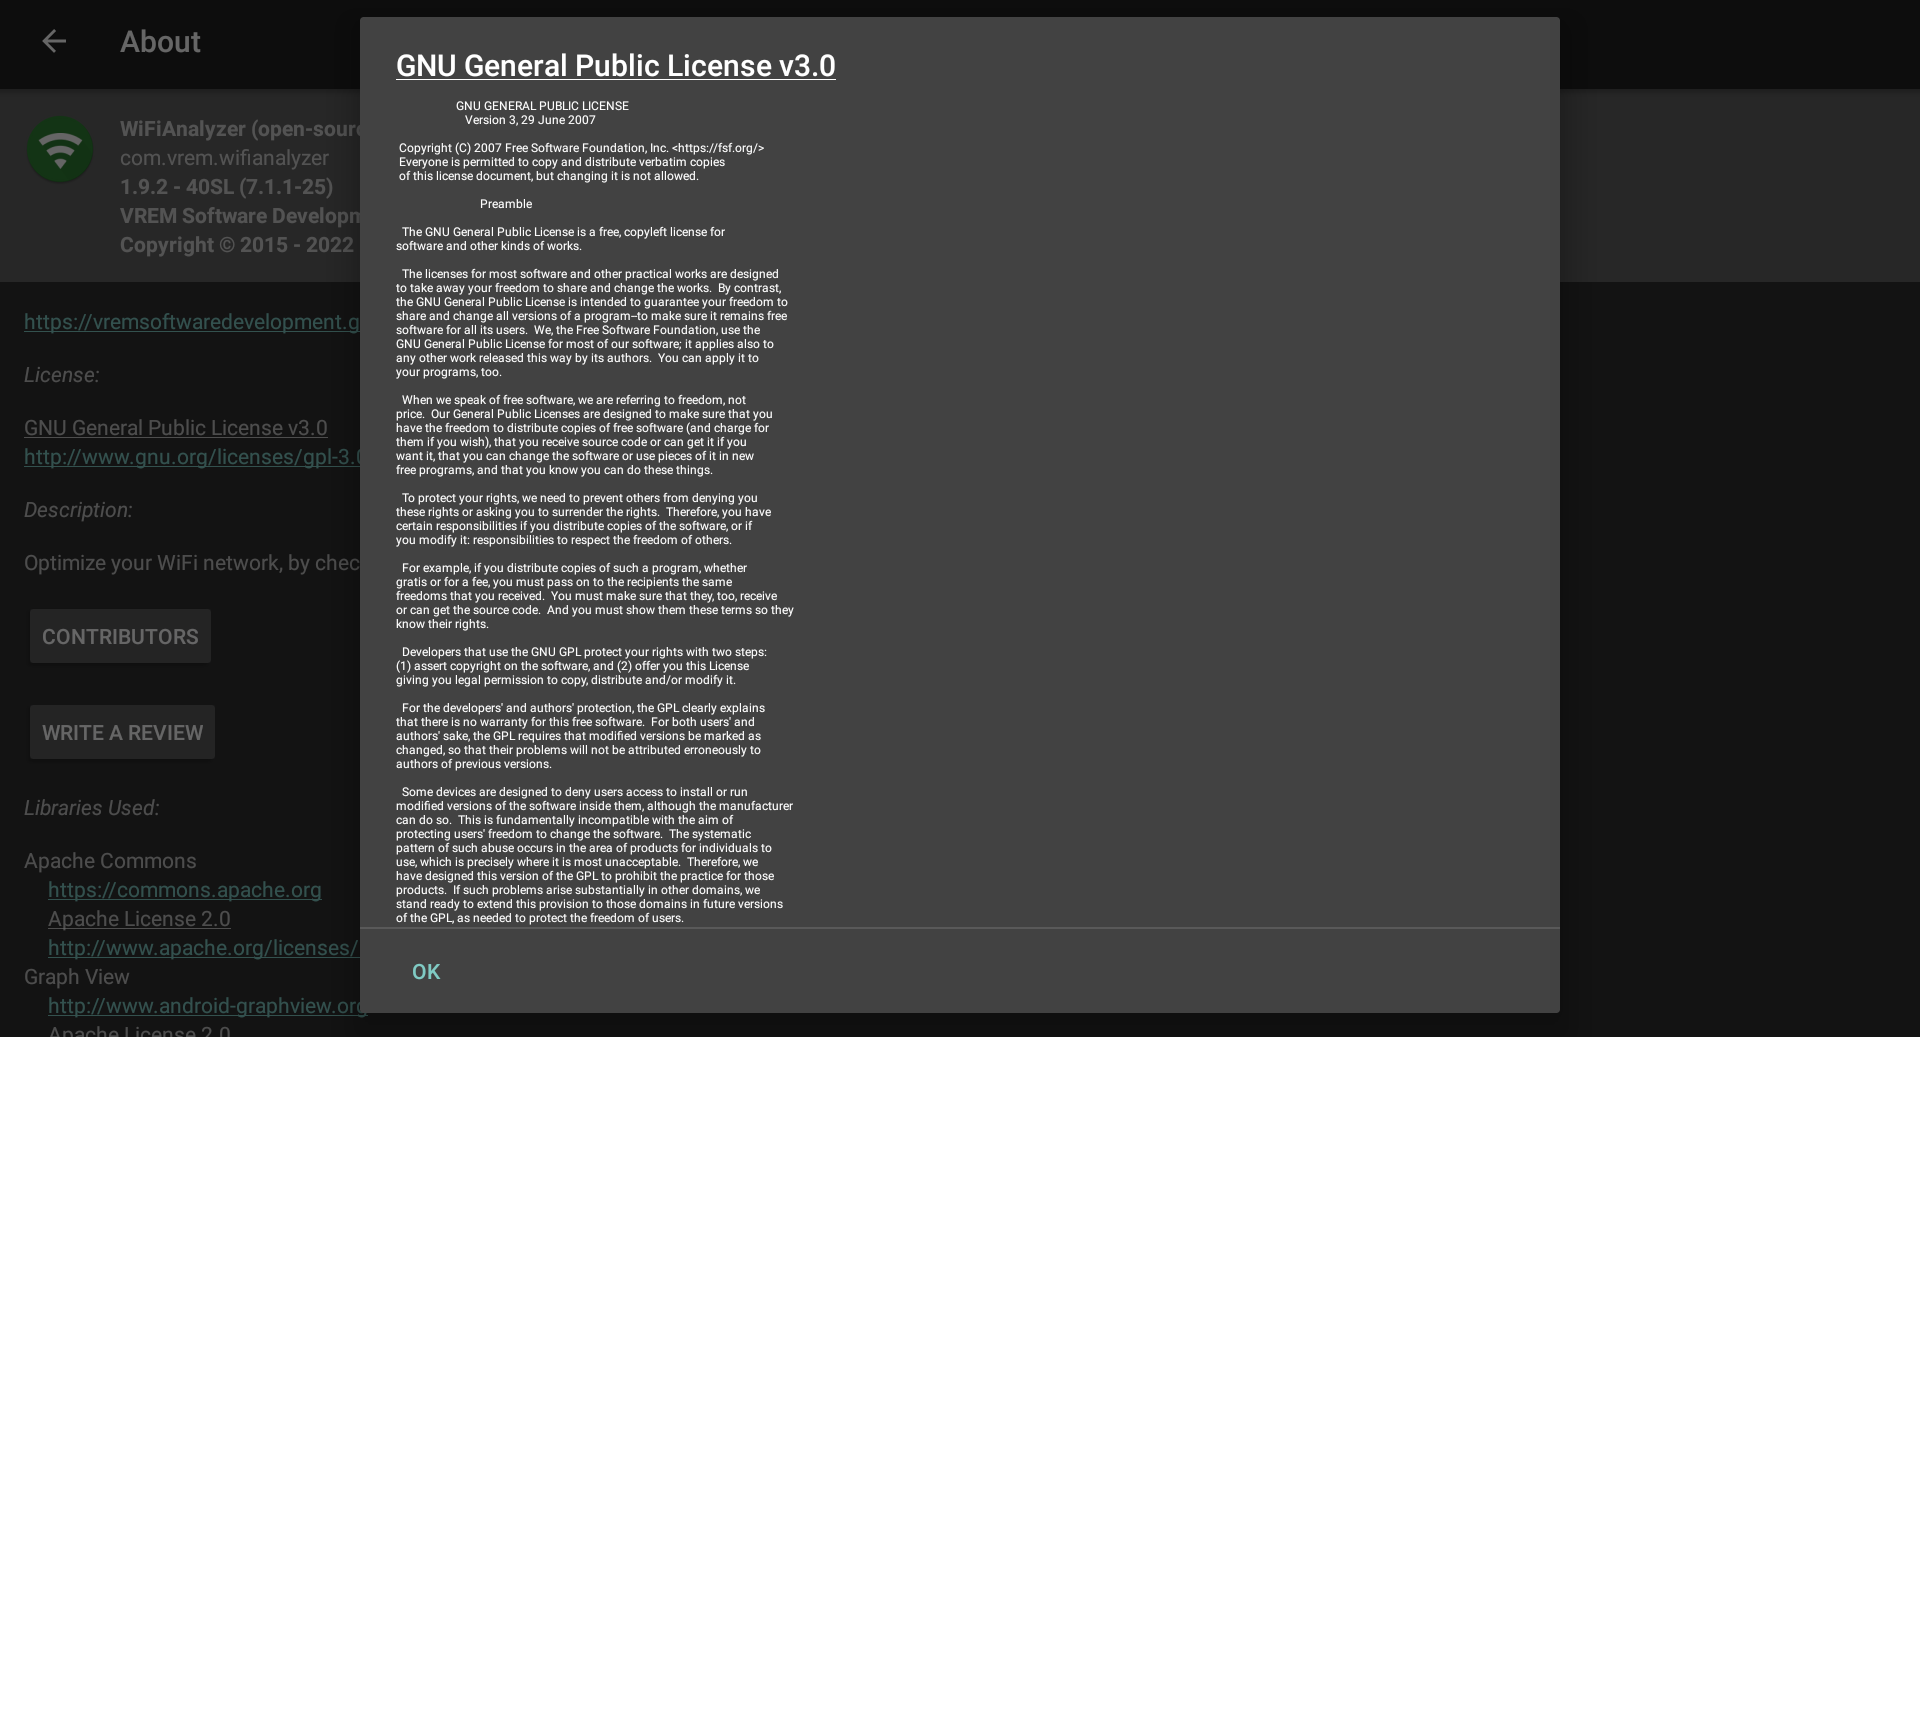 About
WiFiAnalyzer (open-sour
com.vrem.wifianalyzer
1.9.2 - 40SL (7.1.1-25)
VREM Software Develop
Copyright © 2015 - 2022
https://vremsoftwaredevelopment.g
License:
GNU General Public License v3.0
http://www.gnu.org/licenses/gpl-3.0
Description:
Optimize your WiFi network, by chec
CONTRIBUTORS
WRITE A REVIEW
Libraries Used:
Apache Commons
https://commons.apache.org
Apache License 2.0
http://www.apache.org/licenses/
Graph View
http://www.android-graphview.org
Apache License 2.0
GNU General Public License v3.0
GNU GENERAL PUBLIC LICENSE
Version 3, 29 June 2007
Copyright (C) 2007 Free Software Foundation, Inc. <https://fsf.org/>
Everyone is permitted to copy and distribute verbatim copies
of this license document, but changing it is not allowed.
Preamble
The GNU General Public License is a free, copyleft license for
software and other kinds of works.
The licenses for most software and other practical works are designed
to take away your freedom to share and change the works.  By contrast,
the GNU General Public License is intended to guarantee your freedom to
share and change all versions of a program--to make sure it remains free
software for all its users.  We, the Free Software Foundation, use the
GNU General Public License for most of our software; it applies also to
any other work released this way by its authors.  You can apply it to
your programs, too.
When we speak of free software, we are referring to freedom, not
price.  Our General Public Licenses are designed to make sure that you
have the freedom to distribute copies of free software (and charge for
them if you wish), that you receive source code or can get it if you
want it, that you can change the software or use pieces of it in new
free programs, and that you know you can do these things.
To protect your rights, we need to prevent others from denying you
these rights or asking you to surrender the rights.  Therefore, you have
certain responsibilities if you distribute copies of the software, or if
you modify it: responsibilities to respect the freedom of others.
For example, if you distribute copies of such a program, whether
gratis or for a fee, you must pass on to the recipients the same
freedoms that you received.  You must make sure that they, too, receive
or can get the source code.  And you must show them these terms so they
know their rights.
Developers that use the GNU GPL protect your rights with two steps:
(1) assert copyright on the software, and (2) offer you this License
giving you legal permission to copy, distribute and/or modify it.
For the developers' and authors' protection, the GPL clearly explains
that there is no warranty for this free software.  For both users' and
authors' sake, the GPL requires that modified versions be marked as
changed, so that their problems will not be attributed erroneously to
authors of previous versions.
Some devices are designed to deny users access to install or run
modified versions of the software inside them, although the manufacturer
can do so.  This is fundamentally incompatible with the aim of
protecting users' freedom to change the software.  The systematic
pattern of such abuse occurs in the area of products for individuals to
use, which is precisely where it is most unacceptable.  Therefore, we
have designed this version of the GPL to prohibit the practice for those
products.  If such problems arise substantially in other domains, we
stand ready to extend this provision to those domains in future versions
of the GPL, as needed to protect the freedom of users.
OK